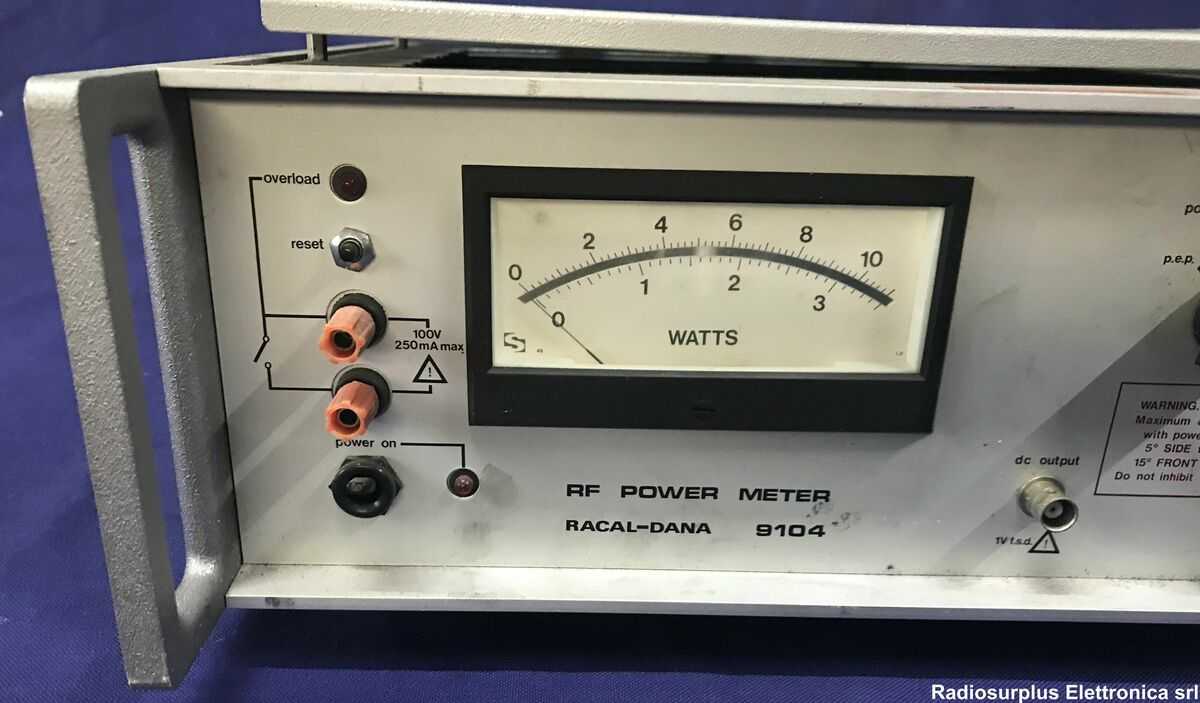 overload
reset
100V
250mA max
!
power on
0 2 4 6 8 10
0 1 2 3
WATTS
S
RF POWER METER
RACAL-DANA 9104
dc output
1V f.s.d.
!
p.e.p.
WARNING.
Maximum
with powe
5° SIDE
15° FRONT
Do not inhibit
Radiosurplus Elettronica srl